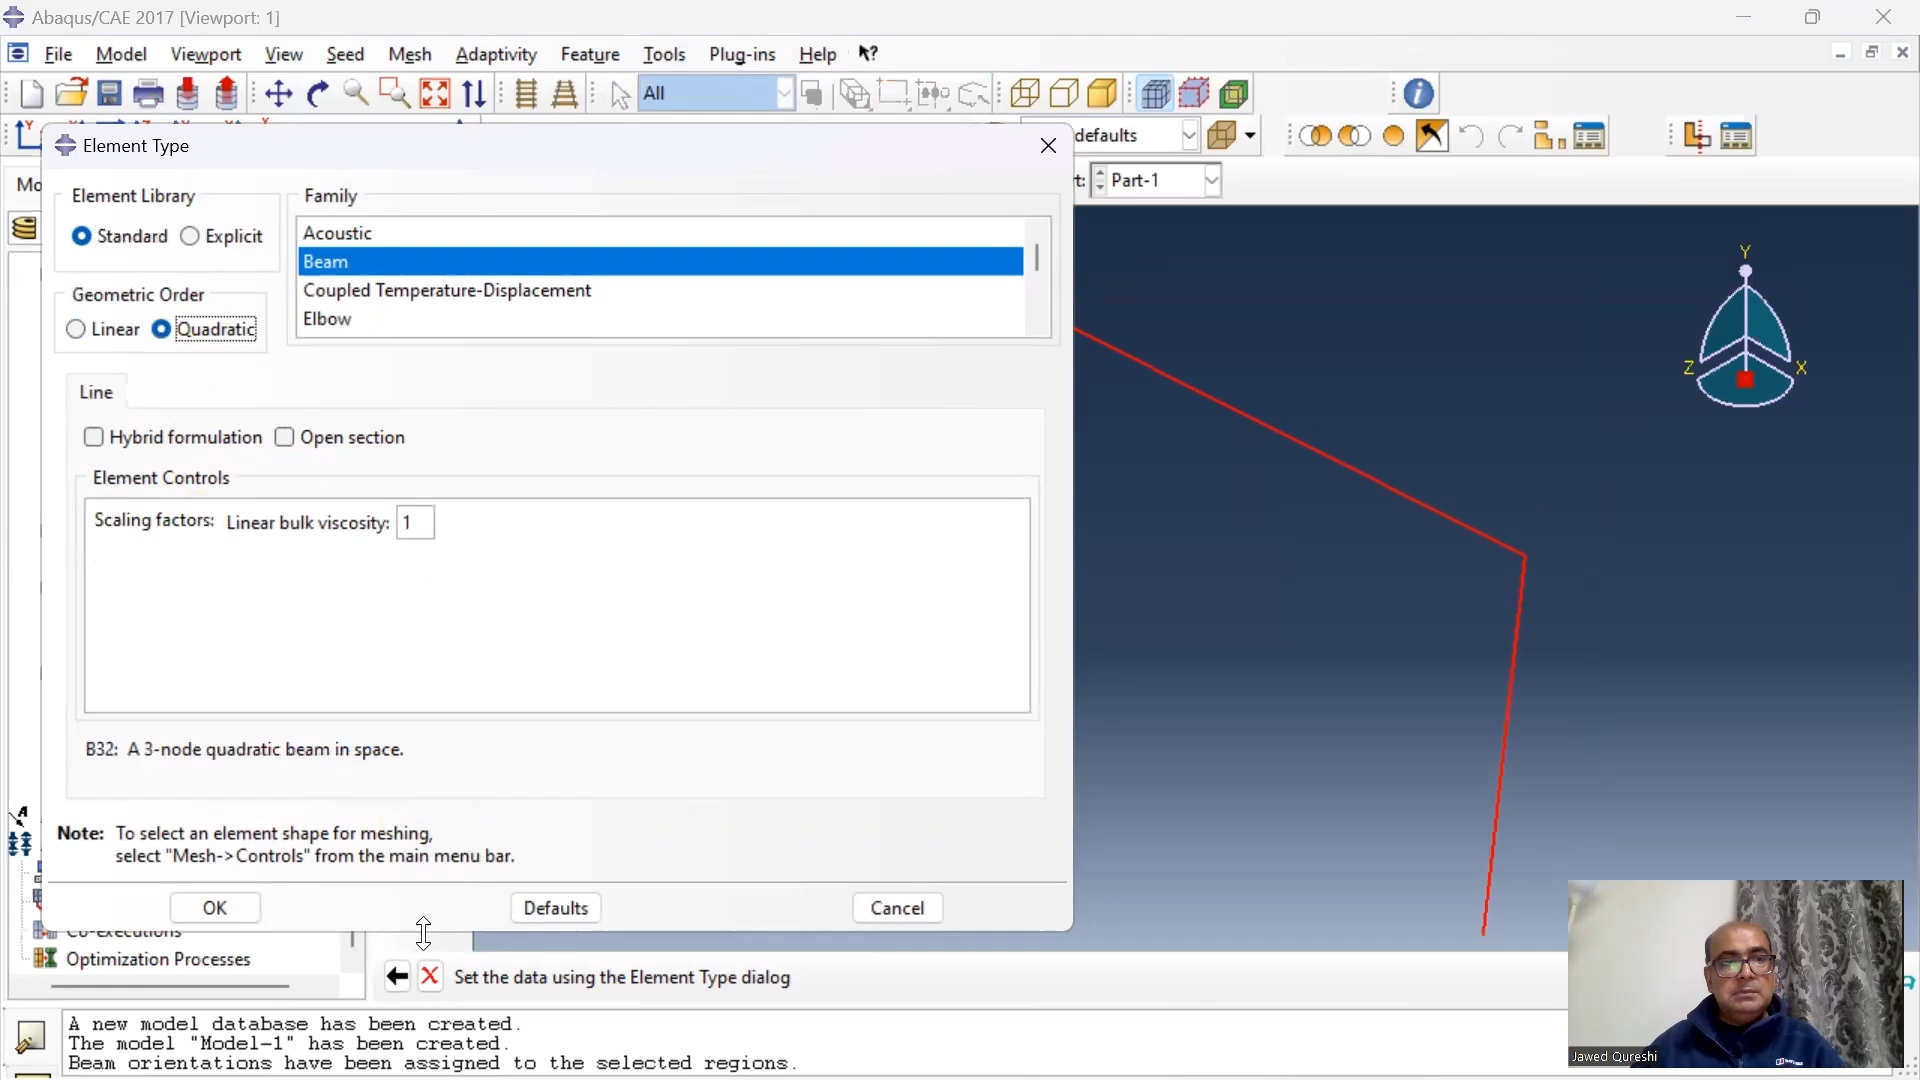 Abaqus/CAE 2017 [Viewport: 1]
File Model Viewport View Seed Mesh Adaptivity Feature Tools Plug-ins Help
All
defaults
Element Type
Part-1
Element Library
Standard Explicit
Family
Acoustic
Beam
Coupled Temperature-Displacement
Elbow
Geometric Order
Linear Quadratic
Line
Hybrid formulation Open section
Element Controls
Scaling factors: Linear bulk viscosity: 1
B32: A 3-node quadratic beam in space.
Note: To select an element shape for meshing,
select "Mesh->Controls" from the main menu bar.
OK Defaults Cancel
Y
Z
X
Co-executions
Optimization Processes
Set the data using the Element Type dialog
A new model database has been created.
The model "Model-1" has been created.
Beam orientations have been assigned to the selected regions.
Jawed Qureshi